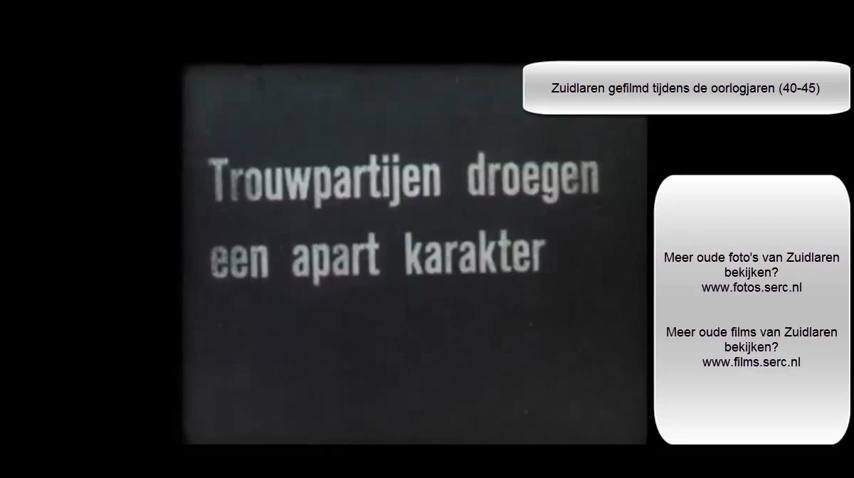 Zuidlaren gefilmd tijdens de oorlogjaren (40-45)
Trouwpartijen droegen
een apart karakter
Meer oude foto's van Zuidlaren
bekijken?
www.fotos.serc.nl
Meer oude films van Zuidlaren
bekijken?
www.films.serc.nl